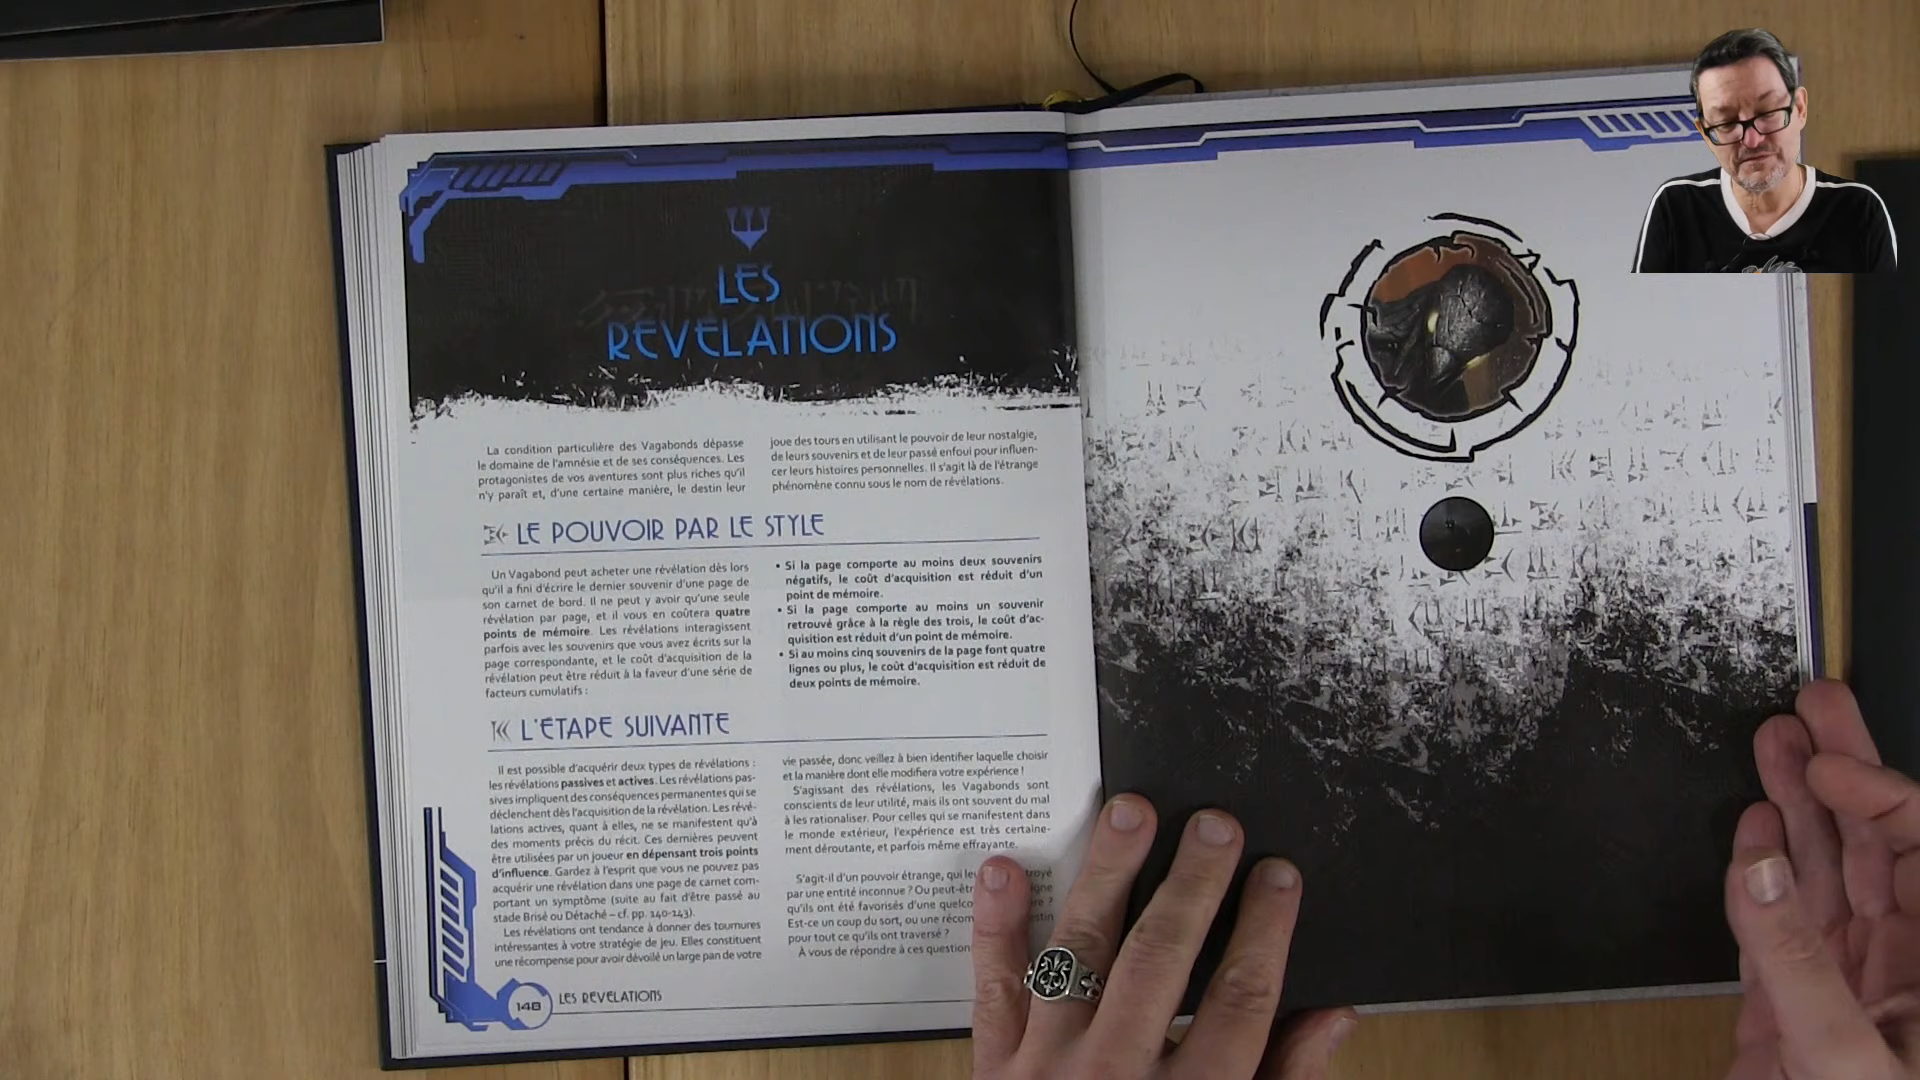 LES
REVELATIONS
La condition particulière des Vagabonds dépasse
le domaine de l'amnésie et de ses conséquences. Les
protagonistes de vos aventures sont plus riches qu'il
n'y paraît et, d'une certaine manière, le destin leur
joue des tours en utilisant le pouvoir de leur nostalgie,
de leurs souvenirs et de leur passé enfoui pour influen-
cer leurs histoires personnelles. Il s'agit là de l'étrange
phénomène connu sous le nom de révélations.
LE POUVOIR PAR LE STYLE
Un Vagabond peut acheter une révélation dès lors
qu'il a fini d'écrire le dernier souvenir d'une page de
son carnet de bord. Il ne peut y avoir qu'une seule
révélation par page, et il vous en coûtera quatre
points de mémoire. Les révélations interagissent
parfois avec les souvenirs que vous avez écrits sur la
page correspondante, et le coût d'acquisition de la
révélation peut être réduit à la faveur d'une série de
facteurs cumulatifs :
• Si la page comporte au moins deux souvenirs
négatifs, le coût d'acquisition est réduit d'un
point de mémoire.
• Si la page comporte au moins un souvenir
retrouvé grâce à la règle des trois, le coût d'ac-
quisition est réduit d'un point de mémoire.
• Si au moins cinq souvenirs de la page font quatre
lignes ou plus, le coût d'acquisition est réduit de
deux points de mémoire.
L'ÉTAPE SUIVANTE
Il est possible d'acquérir deux types de révélations :
les révélations passives et actives. Les révélations pas-
sives impliquent des conséquences permanentes qui se
déclenchent dès l'acquisition de la révélation. Les révé-
lations actives, quant à elles, ne se manifestent qu'à
des moments précis du récit. Ces dernières peuvent
être utilisées par un joueur en dépensant trois points
d'influence. Gardez à l'esprit que vous ne pouvez pas
acquérir une révélation dans une page de carnet com-
portant un symptôme (suite au fait d'être passé au
stade Brisé ou Détaché – cf. pp. 140-143).
Les révélations ont tendance à donner des tournures
intéressantes à votre stratégie de jeu. Elles constituent
une récompense pour avoir dévoilé un large pan de votre
vie passée, donc veillez à bien identifier laquelle choisir
et la manière dont elle modifiera votre expérience !
S'agissant des révélations, les Vagabonds sont
conscients de leur utilité, mais ils ont souvent du mal
à les rationaliser. Pour celles qui se manifestent dans
le monde extérieur, l'expérience est très certaine-
ment déroutante, et parfois même effrayante.
S'agit-il d'un pouvoir étrange, qui
par une entité inconnue ? Ou
qu'ils ont été favorisés d'une
Est-ce un coup du sort, ou une
pour tout ce qu'ils ont traversé ?
À vous de répondre à ces
148 LES REVELATIONS